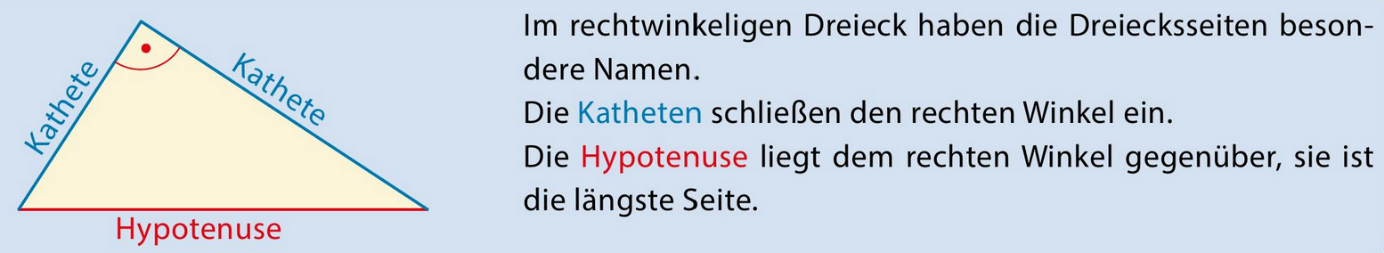 Kathete
Kathete
Hypotenuse
Im rechtwinkeligen Dreieck haben die Dreiecksseiten beson-
dere Namen.
Die Katheten schließen den rechten Winkel ein.
Die Hypotenuse liegt dem rechten Winkel gegenüber, sie ist
die längste Seite.